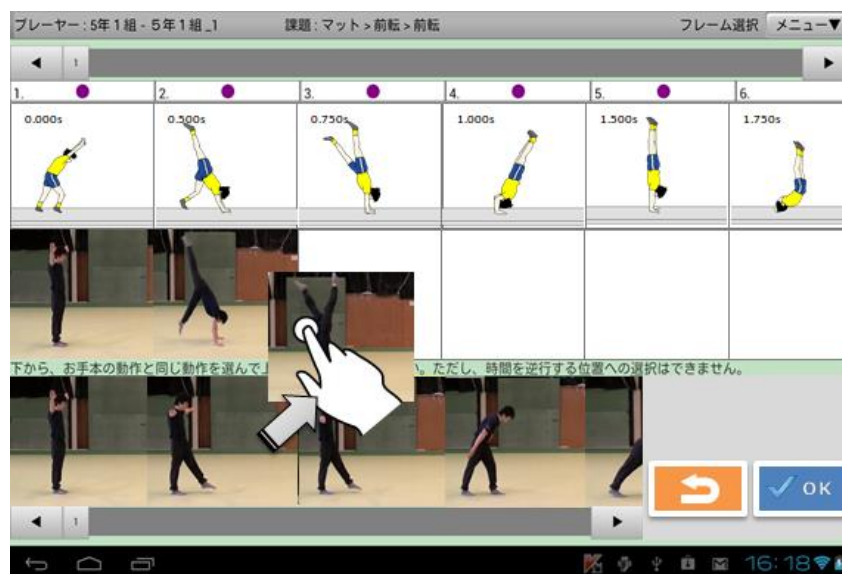 プレーヤー : 5年1組 - 5年1組_1 課題 : マット > 前転 > 前転 フレーム選択 メニュー▼
1
1. 2. 3. 4. 5. 6.
0.000s 0.500s 0.750s 1.000s 1.500s 1.750s
下から、お手本の動作と同じ動作を選んで い。ただし、時間を逆行する位置への選択はできません。
OK
1
16:18